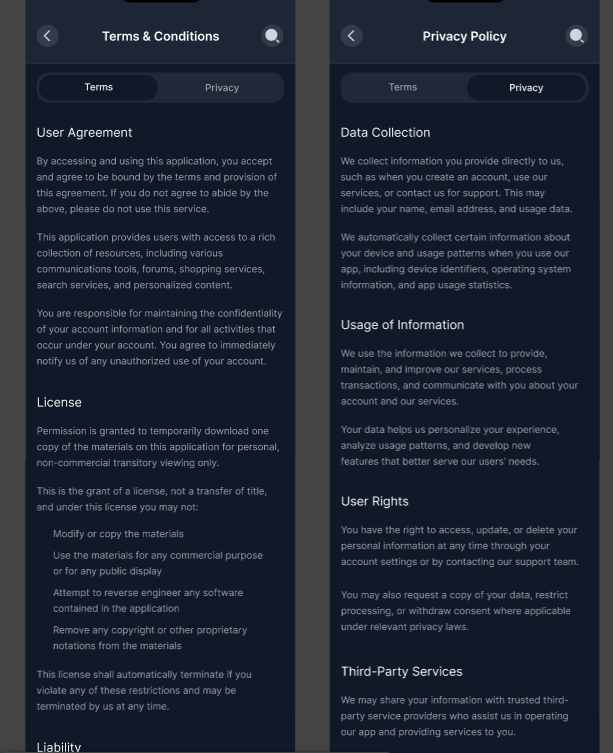 Terms & Conditions
Terms
Privacy
User Agreement
By accessing and using this application, you accept
and agree to be bound by the terms and provision of
this agreement. If you do not agree to abide by the
above, please do not use this service.
This application provides users with access to a rich
collection of resources, including various
communications tools, forums, shopping services,
search services, and personalized content.
You are responsible for maintaining the confidentiality
of your account information and for all activities that
occur under your account. You agree to immediately
notify us of any unauthorized use of your account.
License
Permission is granted to temporarily download one
copy of the materials on this application for personal,
non-commercial transitory viewing only.
This is the grant of a license, not a transfer of title,
and under this license you may not:
Modify or copy the materials
Use the materials for any commercial purpose
or for any public display
Attempt to reverse engineer any software
contained in the application
Remove any copyright or other proprietary
notations from the materials
This license shall automatically terminate if you
violate any of these restrictions and may be
terminated by us at any time.
Liability
Privacy Policy
Terms
Privacy
Data Collection
We collect information you provide directly to us,
such as when you create an account, use our
services, or contact us for support. This may
include your name, email address, and usage data.
We automatically collect certain information about
your device and usage patterns when you use our
app, including device identifiers, operating system
information, and app usage statistics.
Usage of Information
We use the information we collect to provide,
maintain, and improve our services, process
transactions, and communicate with you about your
account and our services.
Your data helps us personalize your experience,
analyze usage patterns, and develop new
features that better serve our users' needs.
User Rights
You have the right to access, update, or delete your
personal information at any time through your
account settings or by contacting our support team.
You may also request a copy of your data, restrict
processing, or withdraw consent where applicable
under relevant privacy laws.
Third-Party Services
We may share your information with trusted third-
party service providers who assist us in operating
our app and providing services to you.